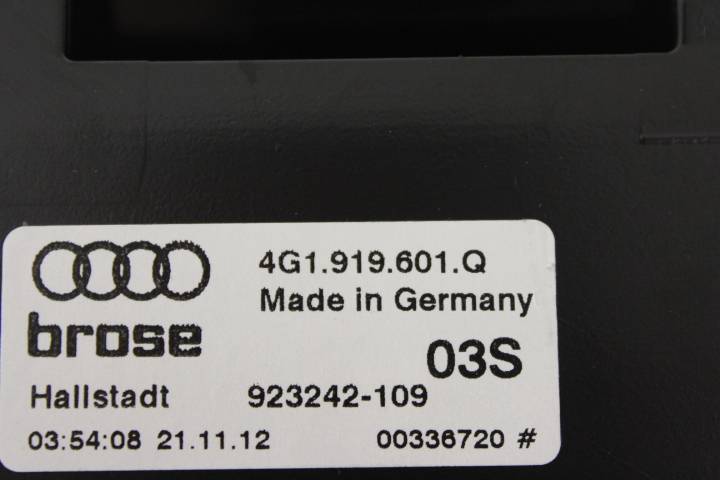 4G1.919.601.Q
Made in Germany
brose
03S
Hallstadt 923242-109
03:54:08 21.11.12 00336720 #